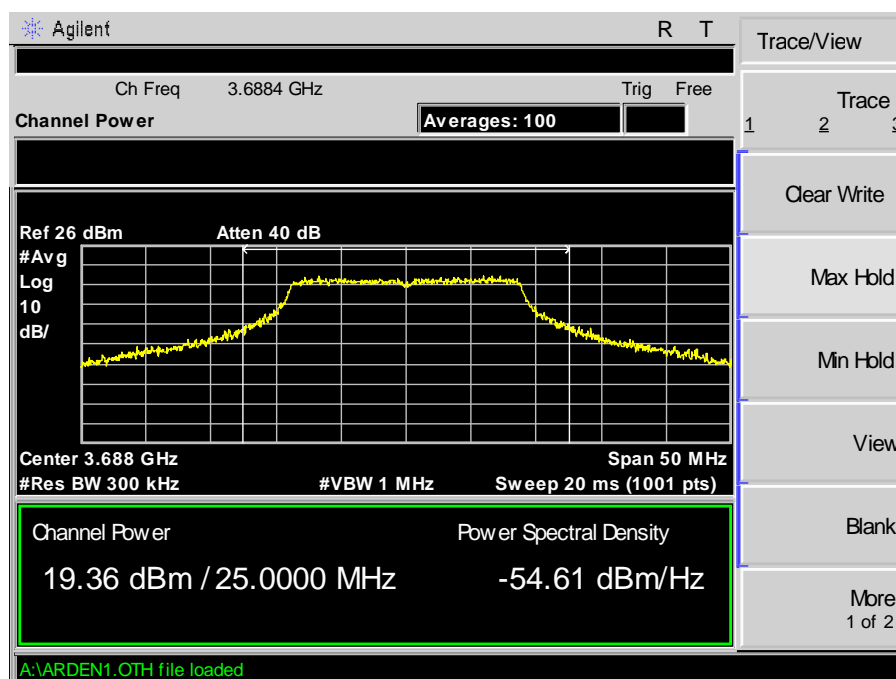 Agilent R T
Ch Freq 3.6884 GHz Trig Free
Channel Power Averages: 100
Ref 26 dBm Atten 40 dB
#Avg
Log
10
dB/
Center 3.688 GHz Span 50 MHz
#Res BW 300 kHz #VBW 1 MHz Sweep 20 ms (1001 pts)
Channel Power Power Spectral Density
19.36 dBm / 25.0000 MHz -54.61 dBm/Hz
A:\ARDEN1.OTH file loaded
Trace/View
Trace
1 2 3
Clear Write
Max Hold
Min Hold
View
Blank
More
1 of 2